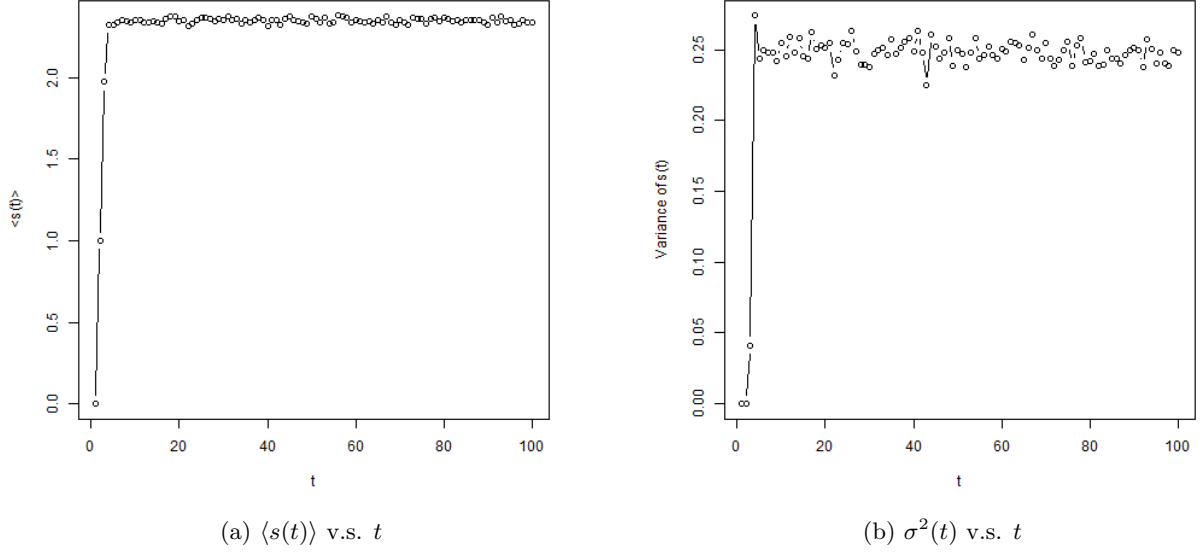 <s(t)>
2.0
1.5
1.0
0.5
0.0
0 20 40 60 80 100
t
(a) ⟨s(t)⟩ v.s. t
Variance of s(t)
0.25
0.20
0.15
0.10
0.05
0.00
0 20 40 60 80 100
t
(b) σ²(t) v.s. t